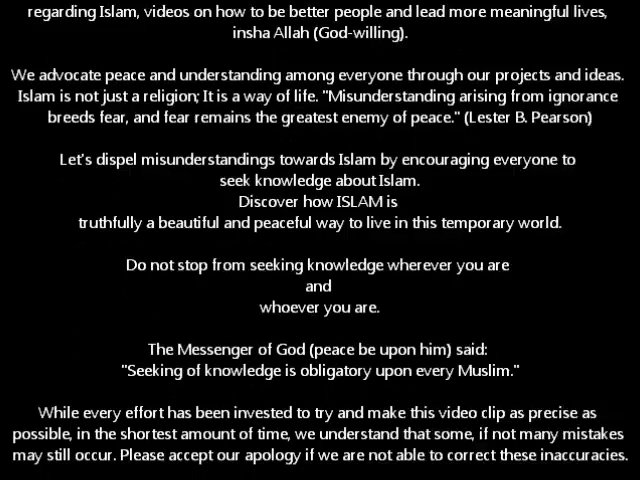 regarding Islam, videos on how to be better people and lead more meaningful lives,
insha Allah (God-willing).
We advocate peace and understanding among everyone through our projects and ideas.
Islam is not just a religion; It is a way of life. "Misunderstanding arising from ignorance
breeds fear, and fear remains the greatest enemy of peace." (Lester B. Pearson)
Let's dispel misunderstandings towards Islam by encouraging everyone to
seek knowledge about Islam.
Discover how ISLAM is
truthfully a beautiful and peaceful way to live in this temporary world.
Do not stop from seeking knowledge wherever you are
and
whoever you are.
The Messenger of God (peace be upon him) said:
"Seeking of knowledge is obligatory upon every Muslim."
While every effort has been invested to try and make this video clip as precise as
possible, in the shortest amount of time, we understand that some, if not many mistakes
may still occur. Please accept our apology if we are not able to correct these inaccuracies.